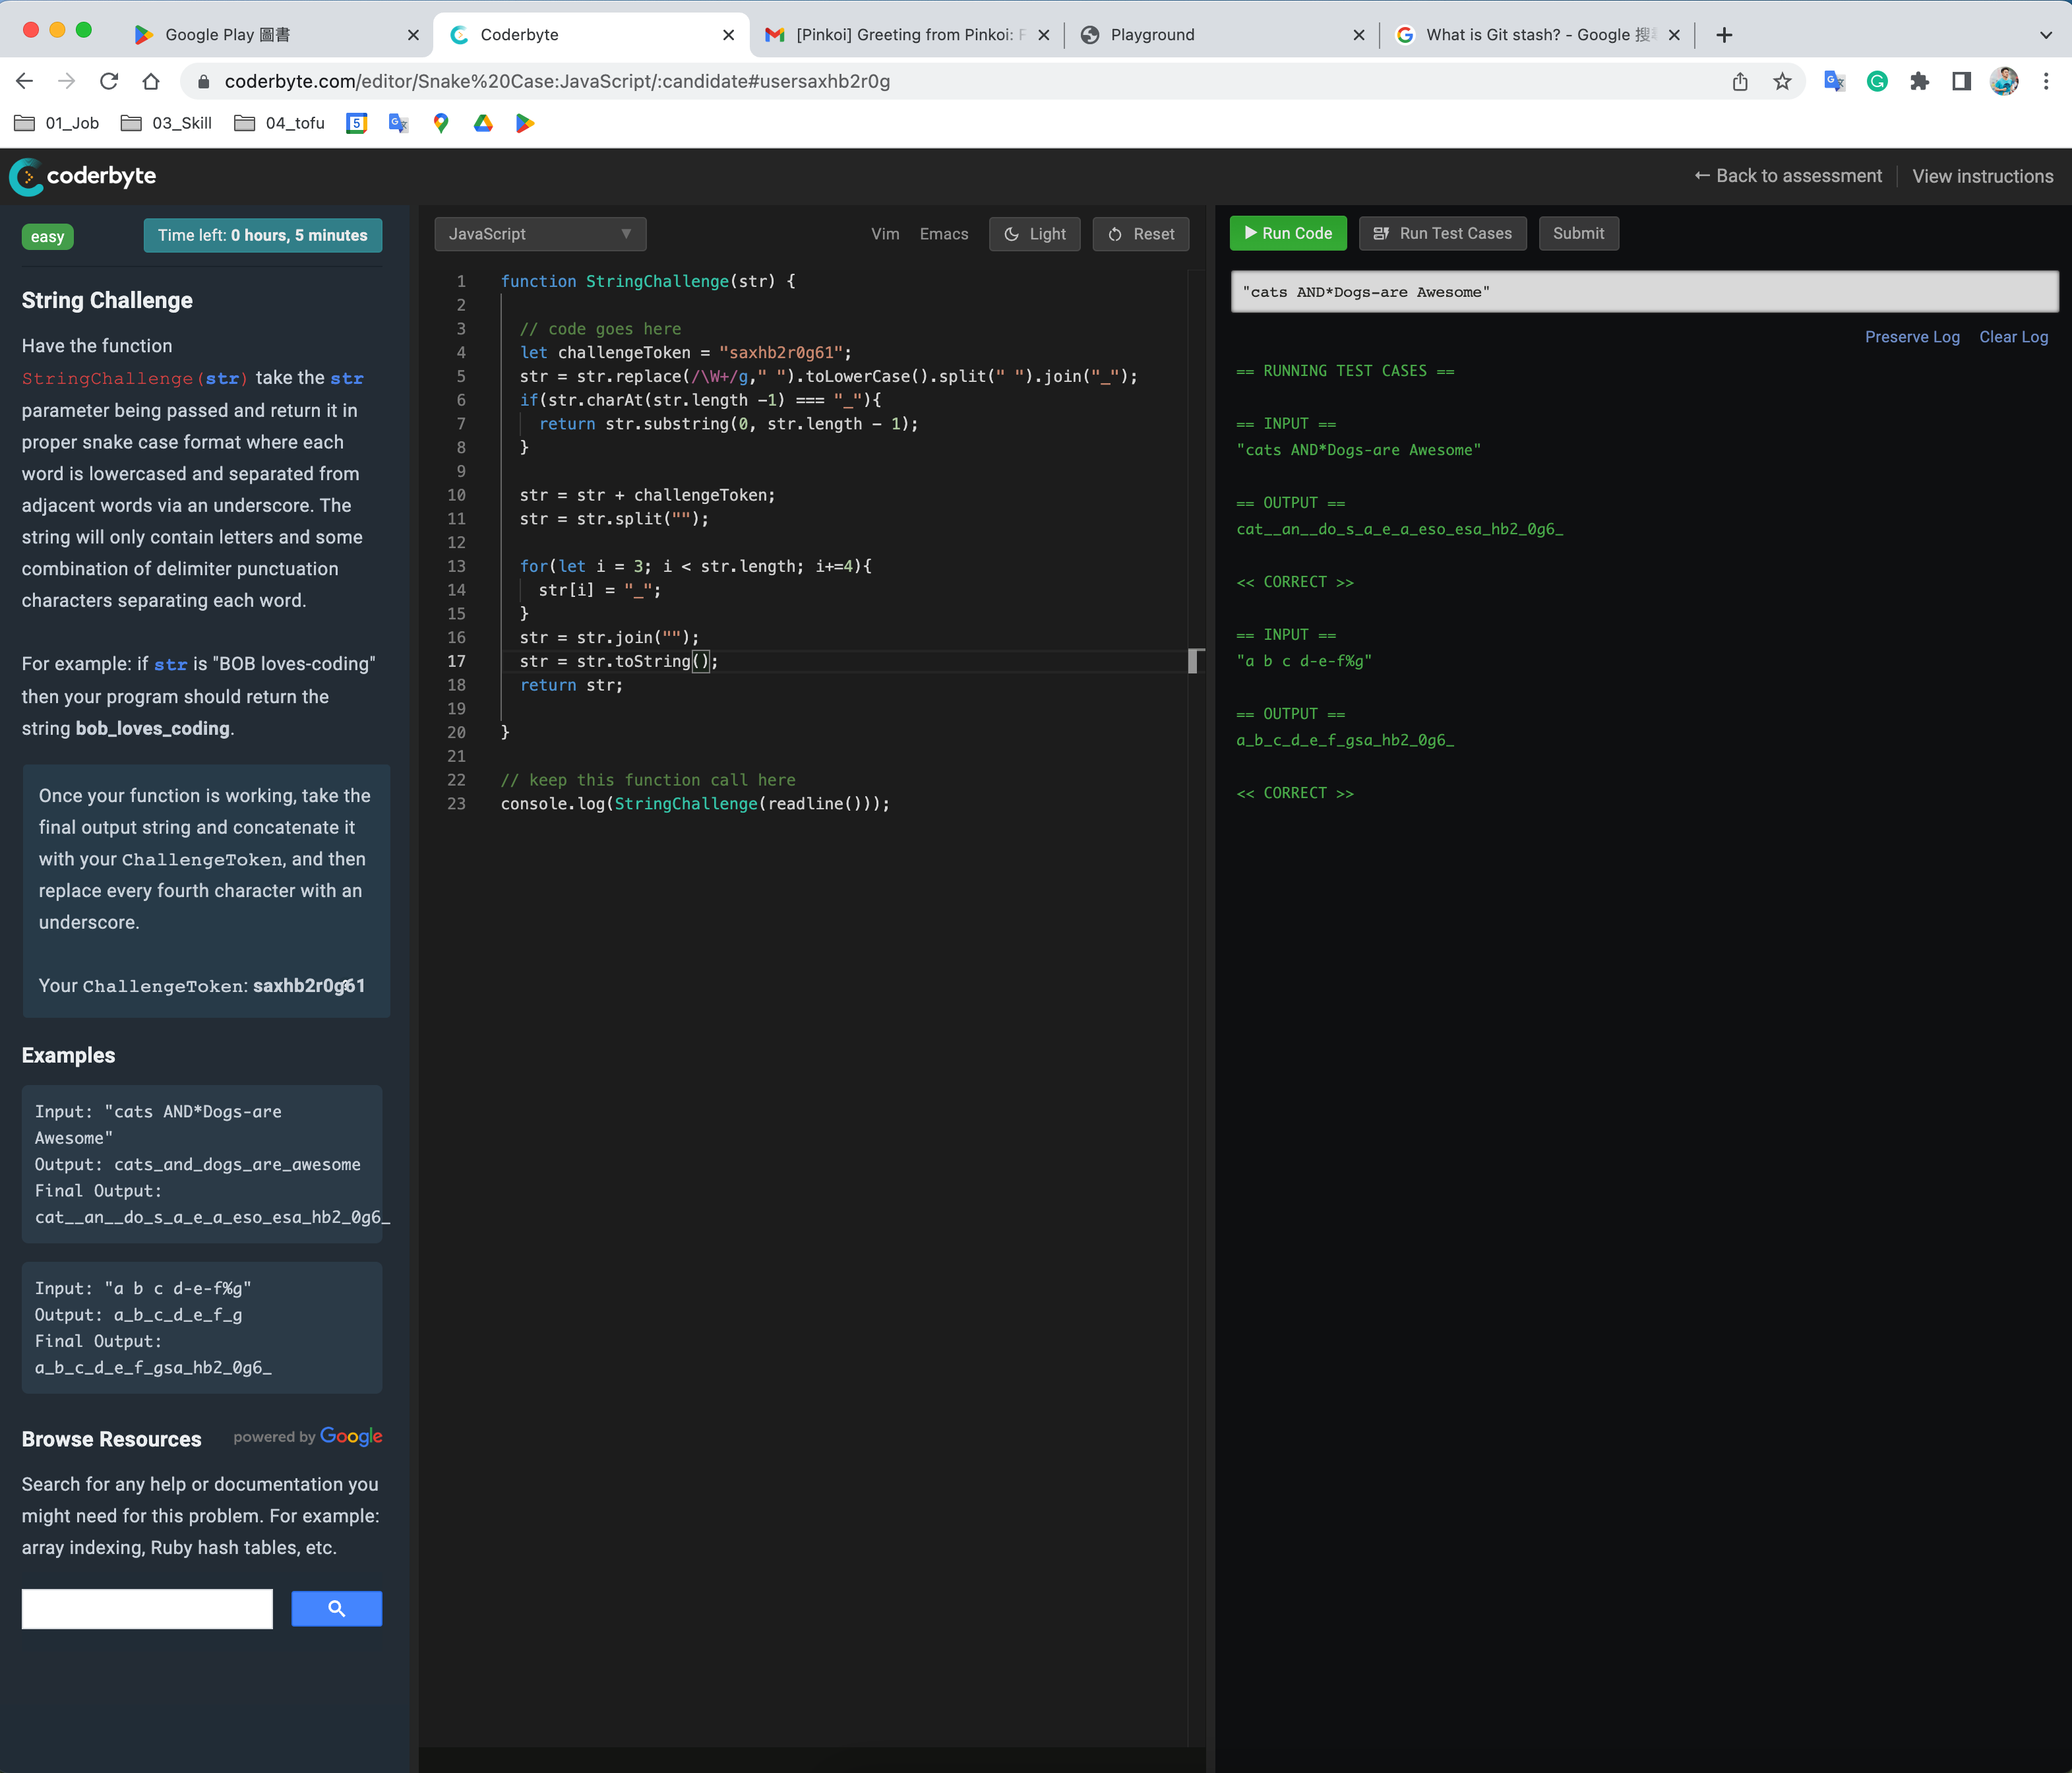 Google Play 圖書
Coderbyte
[Pinkoi] Greeting from Pinkoi: F
Playground
What is Git stash? - Google 搜
coderbyte.com/editor/Snake%20Case:JavaScript/:candidate#usersaxhb2r0g
01_Job
03_Skill
04_tofu
5
coderbyte
← Back to assessment
View instructions
easy
Time left: 0 hours, 5 minutes
String Challenge
Have the function
StringChallenge(str) take the str
parameter being passed and return it in
proper snake case format where each
word is lowercased and separated from
adjacent words via an underscore. The
string will only contain letters and some
combination of delimiter punctuation
characters separating each word.
For example: if str is "BOB loves-coding"
then your program should return the
string bob_loves_coding.
Once your function is working, take the
final output string and concatenate it
with your ChallengeToken, and then
replace every fourth character with an
underscore.
Your ChallengeToken: saxhb2r0g61
Examples
Input: "cats AND*Dogs-are
Awesome"
Output: cats_and_dogs_are_awesome
Final Output:
cat__an__do_s_a_e_a_eso_esa_hb2_0g6_
Input: "a b c d-e-f%g"
Output: a_b_c_d_e_f_g
Final Output:
a_b_c_d_e_f_gsa_hb2_0g6_
Browse Resources
powered by Google
Search for any help or documentation you
might need for this problem. For example:
array indexing, Ruby hash tables, etc.
JavaScript
Vim
Emacs
Light
Reset
1 function StringChallenge(str) {
2
3 // code goes here
4 let challengeToken = "saxhb2r0g61";
5 str = str.replace(/\W+/g," ").toLowerCase().split(" ").join("_");
6 if(str.charAt(str.length -1) === "_"){
7 return str.substring(0, str.length - 1);
8 }
9
10 str = str + challengeToken;
11 str = str.split("");
12
13 for(let i = 3; i < str.length; i+=4){
14 str[i] = "_";
15 }
16 str = str.join("");
17 str = str.toString();
18 return str;
19
20 }
21
22 // keep this function call here
23 console.log(StringChallenge(readline()));
Run Code
Run Test Cases
Submit
"cats AND*Dogs-are Awesome"
Preserve Log
Clear Log
== RUNNING TEST CASES ==
== INPUT ==
"cats AND*Dogs-are Awesome"
== OUTPUT ==
cat__an__do_s_a_e_a_eso_esa_hb2_0g6_
<< CORRECT >>
== INPUT ==
"a b c d-e-f%g"
== OUTPUT ==
a_b_c_d_e_f_gsa_hb2_0g6_
<< CORRECT >>